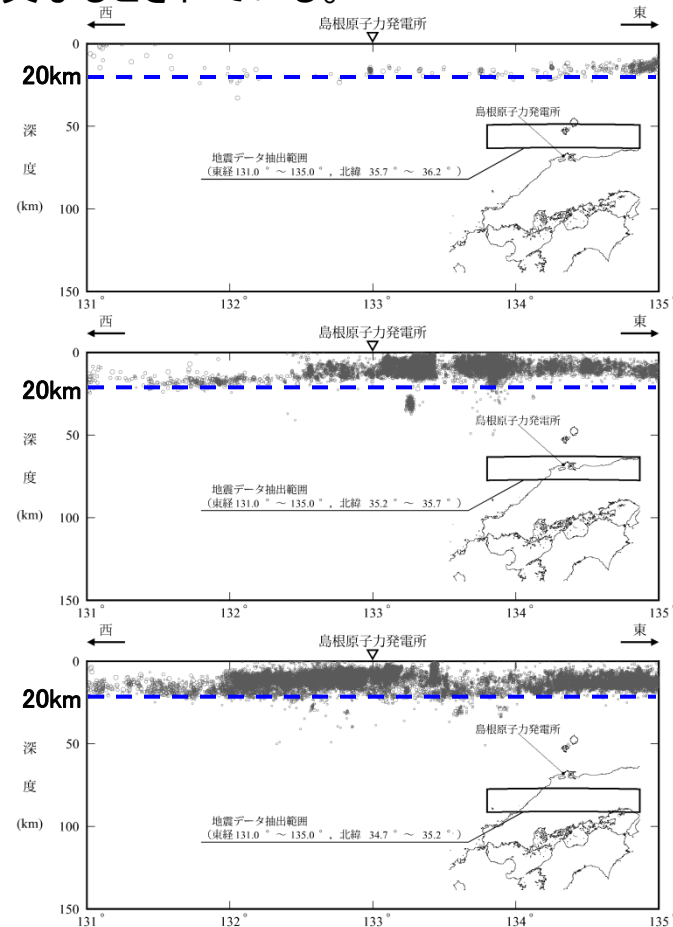 西
島根原子力発電所
東
0
20km
50
深
度
(km)
100
150
島根原子力発電所
地震データ抽出範囲
(東経 131.0 ° ~ 135.0 ° , 北緯 35.7 ° ~ 36.2 ° )
131 °
132 °
133 °
134 °
135 °
西
島根原子力発電所
東
0
20km
50
深
度
(km)
100
150
島根原子力発電所
地震データ抽出範囲
(東経 131.0 ° ~ 135.0 ° , 北緯 35.2 ° ~ 35.7 ° )
131 °
132 °
133 °
134 °
135 °
西
島根原子力発電所
東
0
20km
50
深
度
(km)
100
150
島根原子力発電所
地震データ抽出範囲
(東経 131.0 ° ~ 135.0 ° , 北緯 34.7 ° ~ 35.2 ° )
131 °
132 °
133 °
134 °
135 °